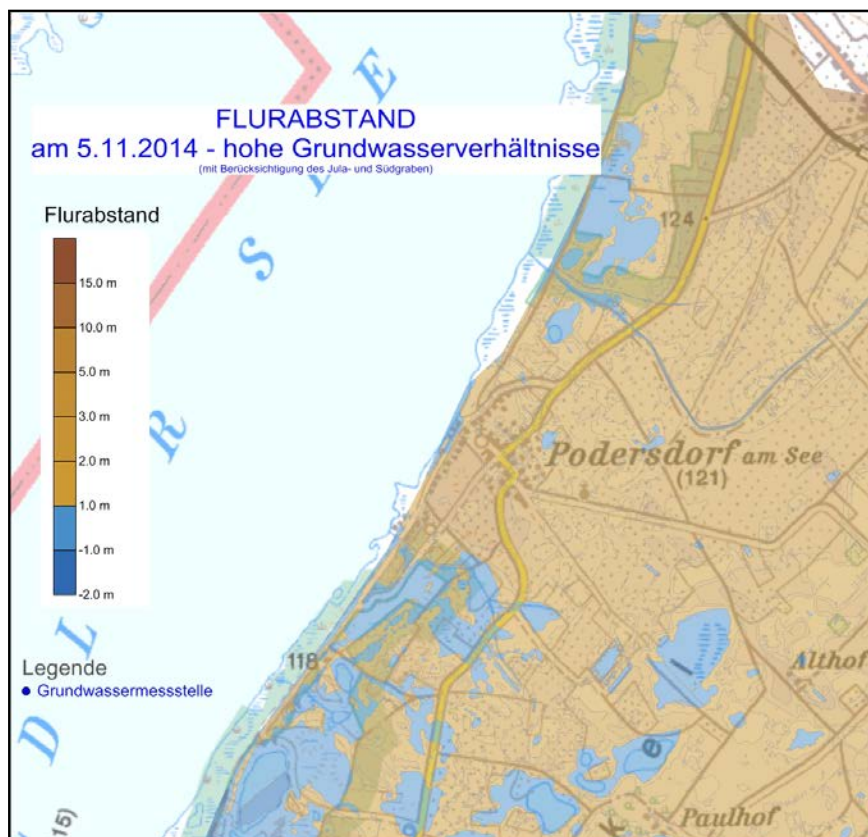 FLURABSTAND
am 5.11.2014 - hohe Grundwasserverhältnisse
(mit Berücksichtigung des Jula- und Südgraben)
Flurabstand
15.0 m
10.0 m
5.0 m
3.0 m
2.0 m
1.0 m
-1.0 m
-2.0 m
Legende
Grundwassermessstelle
D L R S E E
124
Podersdorf am See
(121)
118
Althof
Paulhof
15)